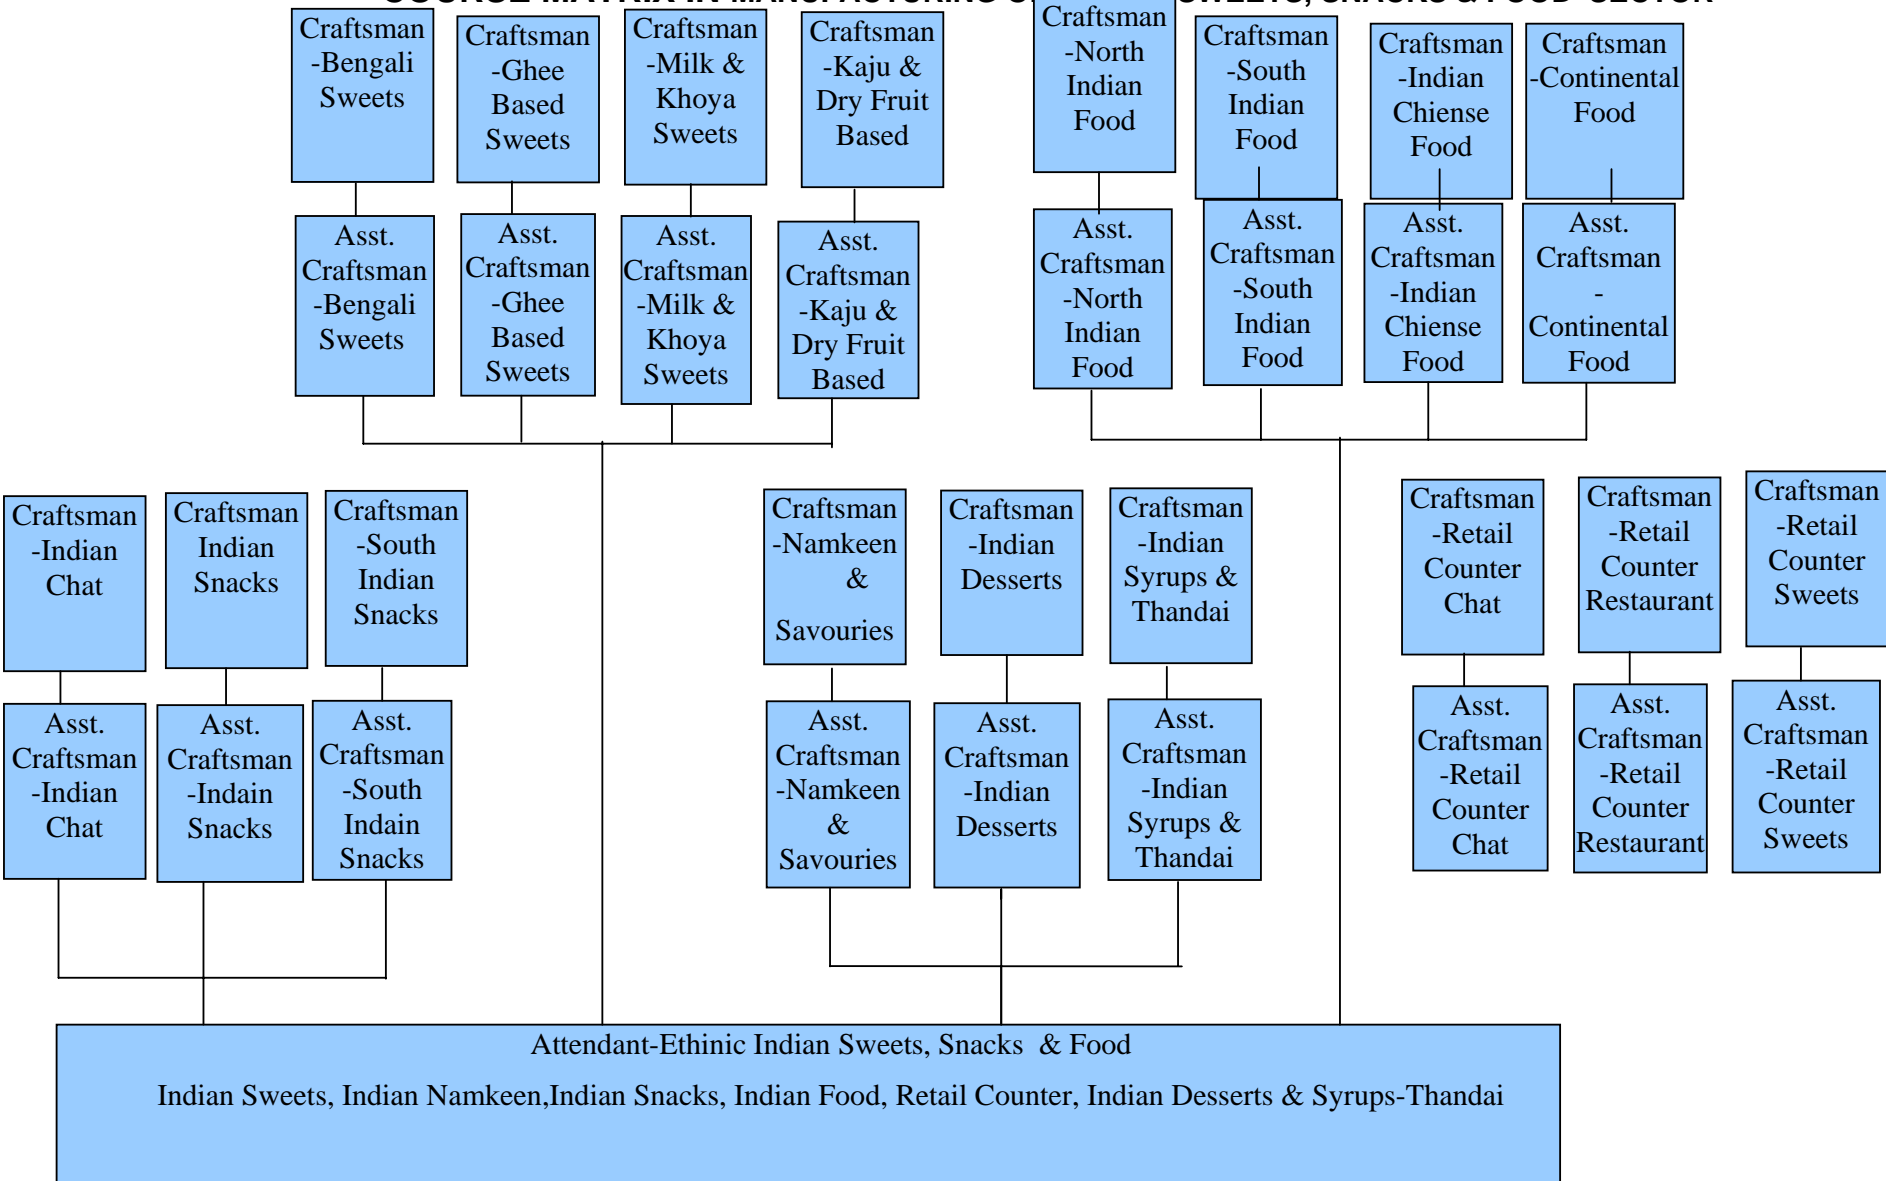 COURSE MATRIX IN MANUFACTURING SWEETS, SNACKS & FOOD SECTOR
Craftsman
-Bengali
Sweets
Craftsman
-Ghee
Based
Sweets
Craftsman
-Milk &
Khoya
Sweets
Craftsman
-Kaju &
Dry Fruit
Based
Craftsman
-North
Indian
Food
Craftsman
-South
Indian
Food
Craftsman
-Indian
Chiense
Food
Craftsman
-Continental
Food
Asst.
Craftsman
-Bengali
Sweets
Asst.
Craftsman
-Ghee
Based
Sweets
Asst.
Craftsman
-Milk &
Khoya
Sweets
Asst.
Craftsman
-Kaju &
Dry Fruit
Based
Asst.
Craftsman
-North
Indian
Food
Asst.
Craftsman
-South
Indian
Food
Asst.
Craftsman
-Indian
Chiense
Food
Asst.
Craftsman
-
Continental
Food
Craftsman
-Indian
Chat
Craftsman
Indian
Snacks
Craftsman
-South
Indian
Snacks
Craftsman
-Namkeen
&
Savouries
Craftsman
-Indian
Desserts
Craftsman
-Indian
Syrups &
Thandai
Craftsman
-Retail
Counter
Chat
Craftsman
-Retail
Counter
Restaurant
Craftsman
-Retail
Counter
Sweets
Asst.
Craftsman
-Indian
Chat
Asst.
Craftsman
-Indain
Snacks
Asst.
Craftsman
-South
Indain
Snacks
Asst.
Craftsman
-Namkeen
&
Savouries
Asst.
Craftsman
-Indian
Desserts
Asst.
Craftsman
-Indian
Syrups &
Thandai
Asst.
Craftsman
-Retail
Counter
Chat
Asst.
Craftsman
-Retail
Counter
Restaurant
Asst.
Craftsman
-Retail
Counter
Sweets
Attendant-Ethinic Indian Sweets, Snacks & Food
Indian Sweets, Indian Namkeen,Indian Snacks, Indian Food, Retail Counter, Indian Desserts & Syrups-Thandai